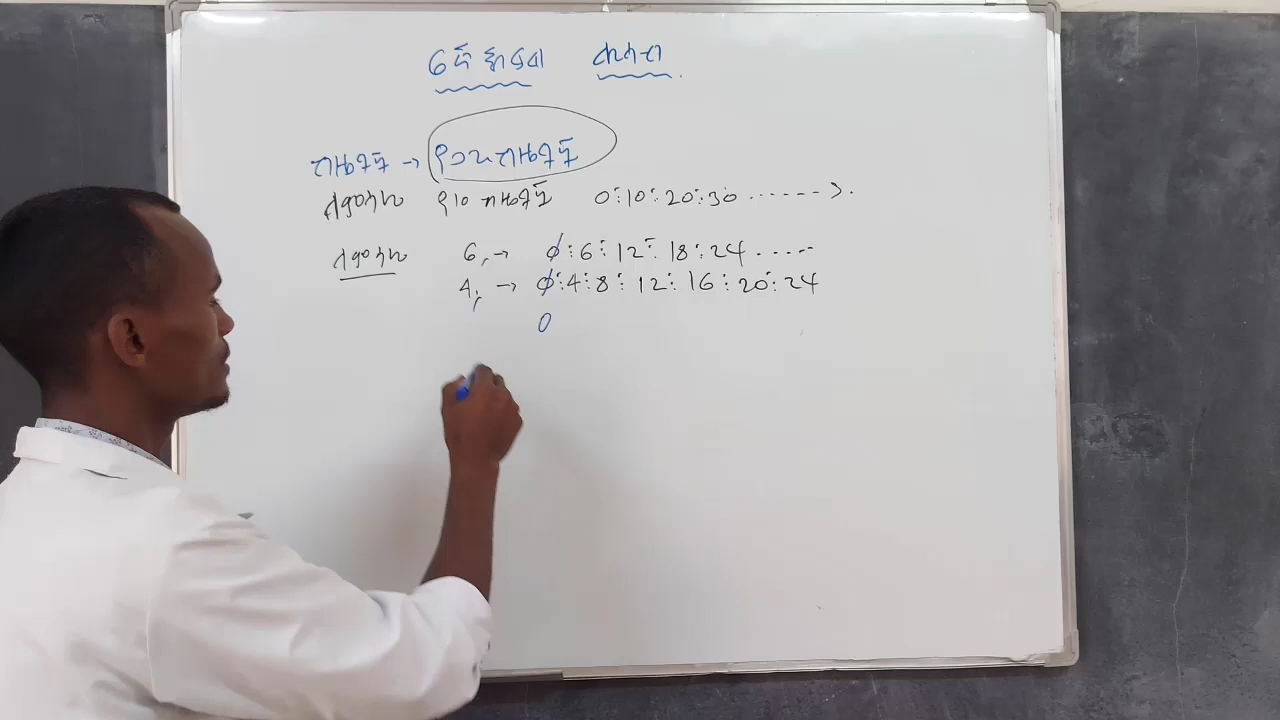 6ኛ ክፍል ሂሳብ
ብዜቶች → የጋራ ብዜቶች
ለምሳሌ የ10 ብዜቶች 0፡10፡20፡30 ......→.
ለምሳሌ 6፣→ 0፡6፡12፡18፡24 .....
4፣ → 0፡4፡8፡12፡16፡20፡24
0